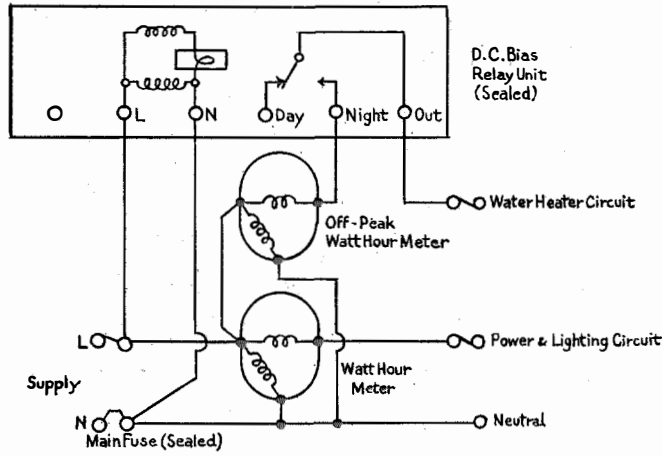 D.C.Bias
Relay Unit
(Sealed)
L
N
Day
Night
Out
Water Heater Circuit
Off-Peak
Watt Hour Meter
L
Power & Lighting Circuit
Watt Hour
Meter
Supply
N
Main Fuse (Sealed)
Neutral